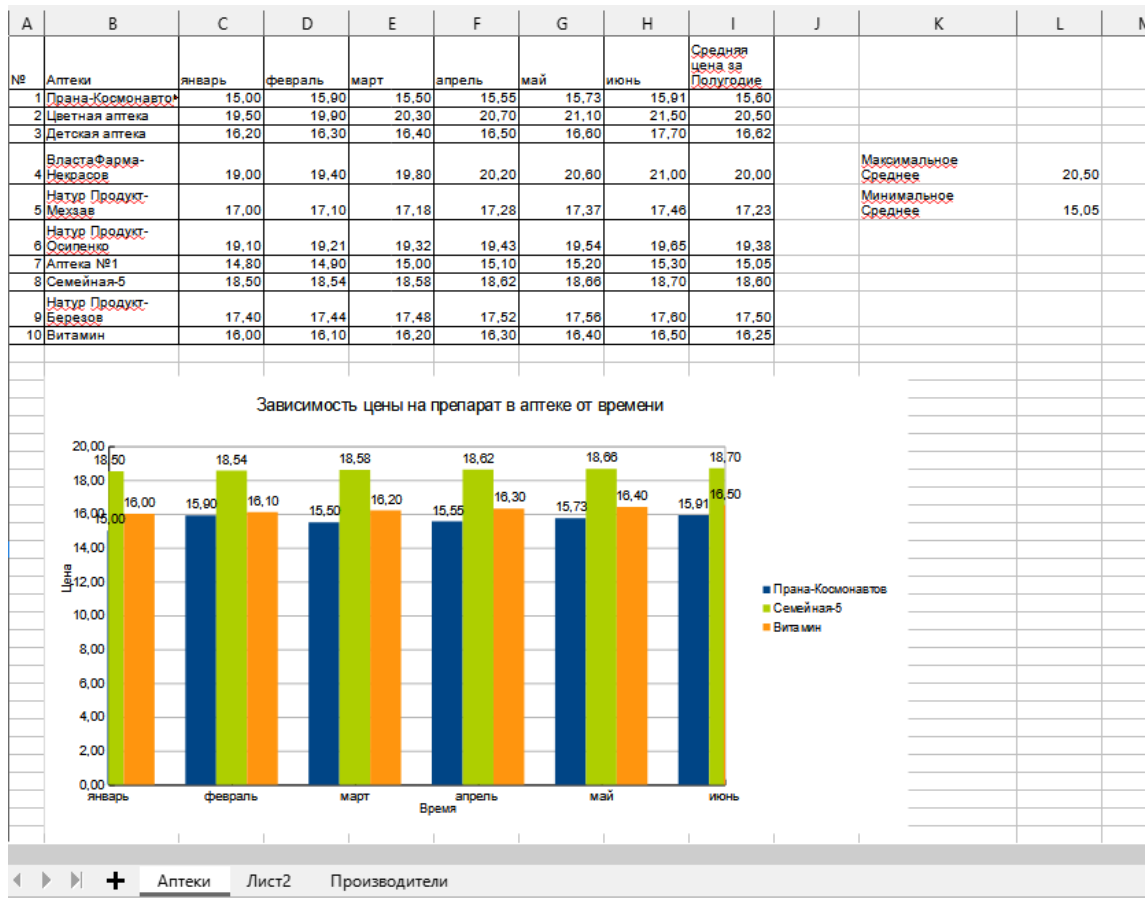 A B C D E F G H I J K L
№ Аптеки январь февраль март апрель май июнь Средняя цена за Полугодие
1 Прана-Космонавто 15,00 15,90 15,50 15,55 15,73 15,91 15,60
2 Цветная аптека 19,50 19,90 20,30 20,70 21,10 21,50 20,50
3 Детская аптека 16,20 16,30 16,40 16,50 16,60 17,70 16,62
4 ВластаФарма-Некрасов 19,00 19,40 19,80 20,20 20,60 21,00 20,00 Максимальное Среднее 20,50
5 Натур Продукт-Мехзав 17,00 17,10 17,18 17,28 17,37 17,46 17,23 Минимальное Среднее 15,05
6 Натур Продукт-Осипенко 19,10 19,21 19,32 19,43 19,54 19,65 19,38
7 Аптека №1 14,80 14,90 15,00 15,10 15,20 15,30 15,05
8 Семейная-5 18,50 18,54 18,58 18,62 18,66 18,70 18,60
9 Натур Продукт-Березов 17,40 17,44 17,48 17,52 17,56 17,60 17,50
10 Витамин 16,00 16,10 16,20 16,30 16,40 16,50 16,25
Зависимость цены на препарат в аптеке от времени
20,00
18,50 18,54 18,58 18,62 18,66 18,70
18,00
16,00 15,90 16,10 15,50 16,20 15,55 16,30 15,73 16,40 15,91 16,50
16,00 15,00
14,00
12,00
10,00
8,00
6,00
4,00
2,00
0,00
Цена
январь февраль март апрель май июнь
Время
Прана-Космонавтов
Семейная-5
Витамин
Аптеки Лист2 Производители